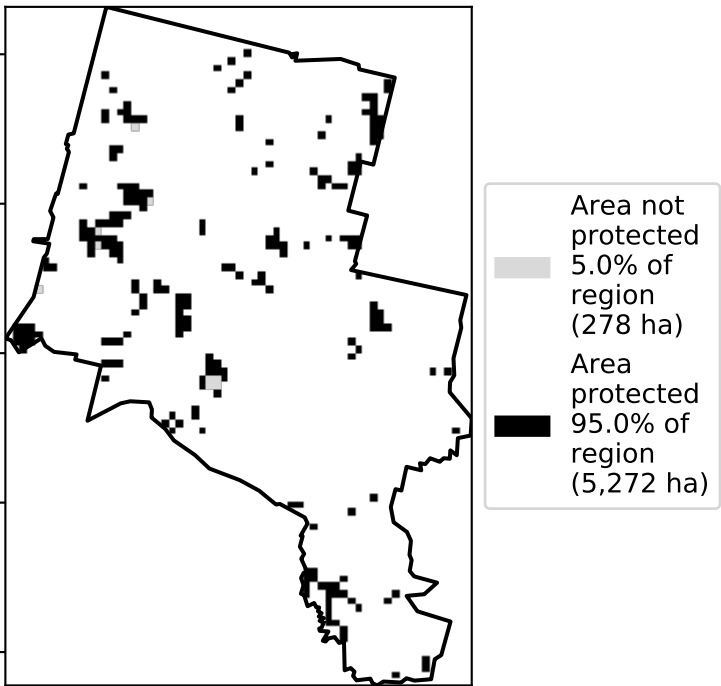 Area not
protected
5.0% of
region
(278 ha)
Area
protected
95.0% of
region
(5,272 ha)